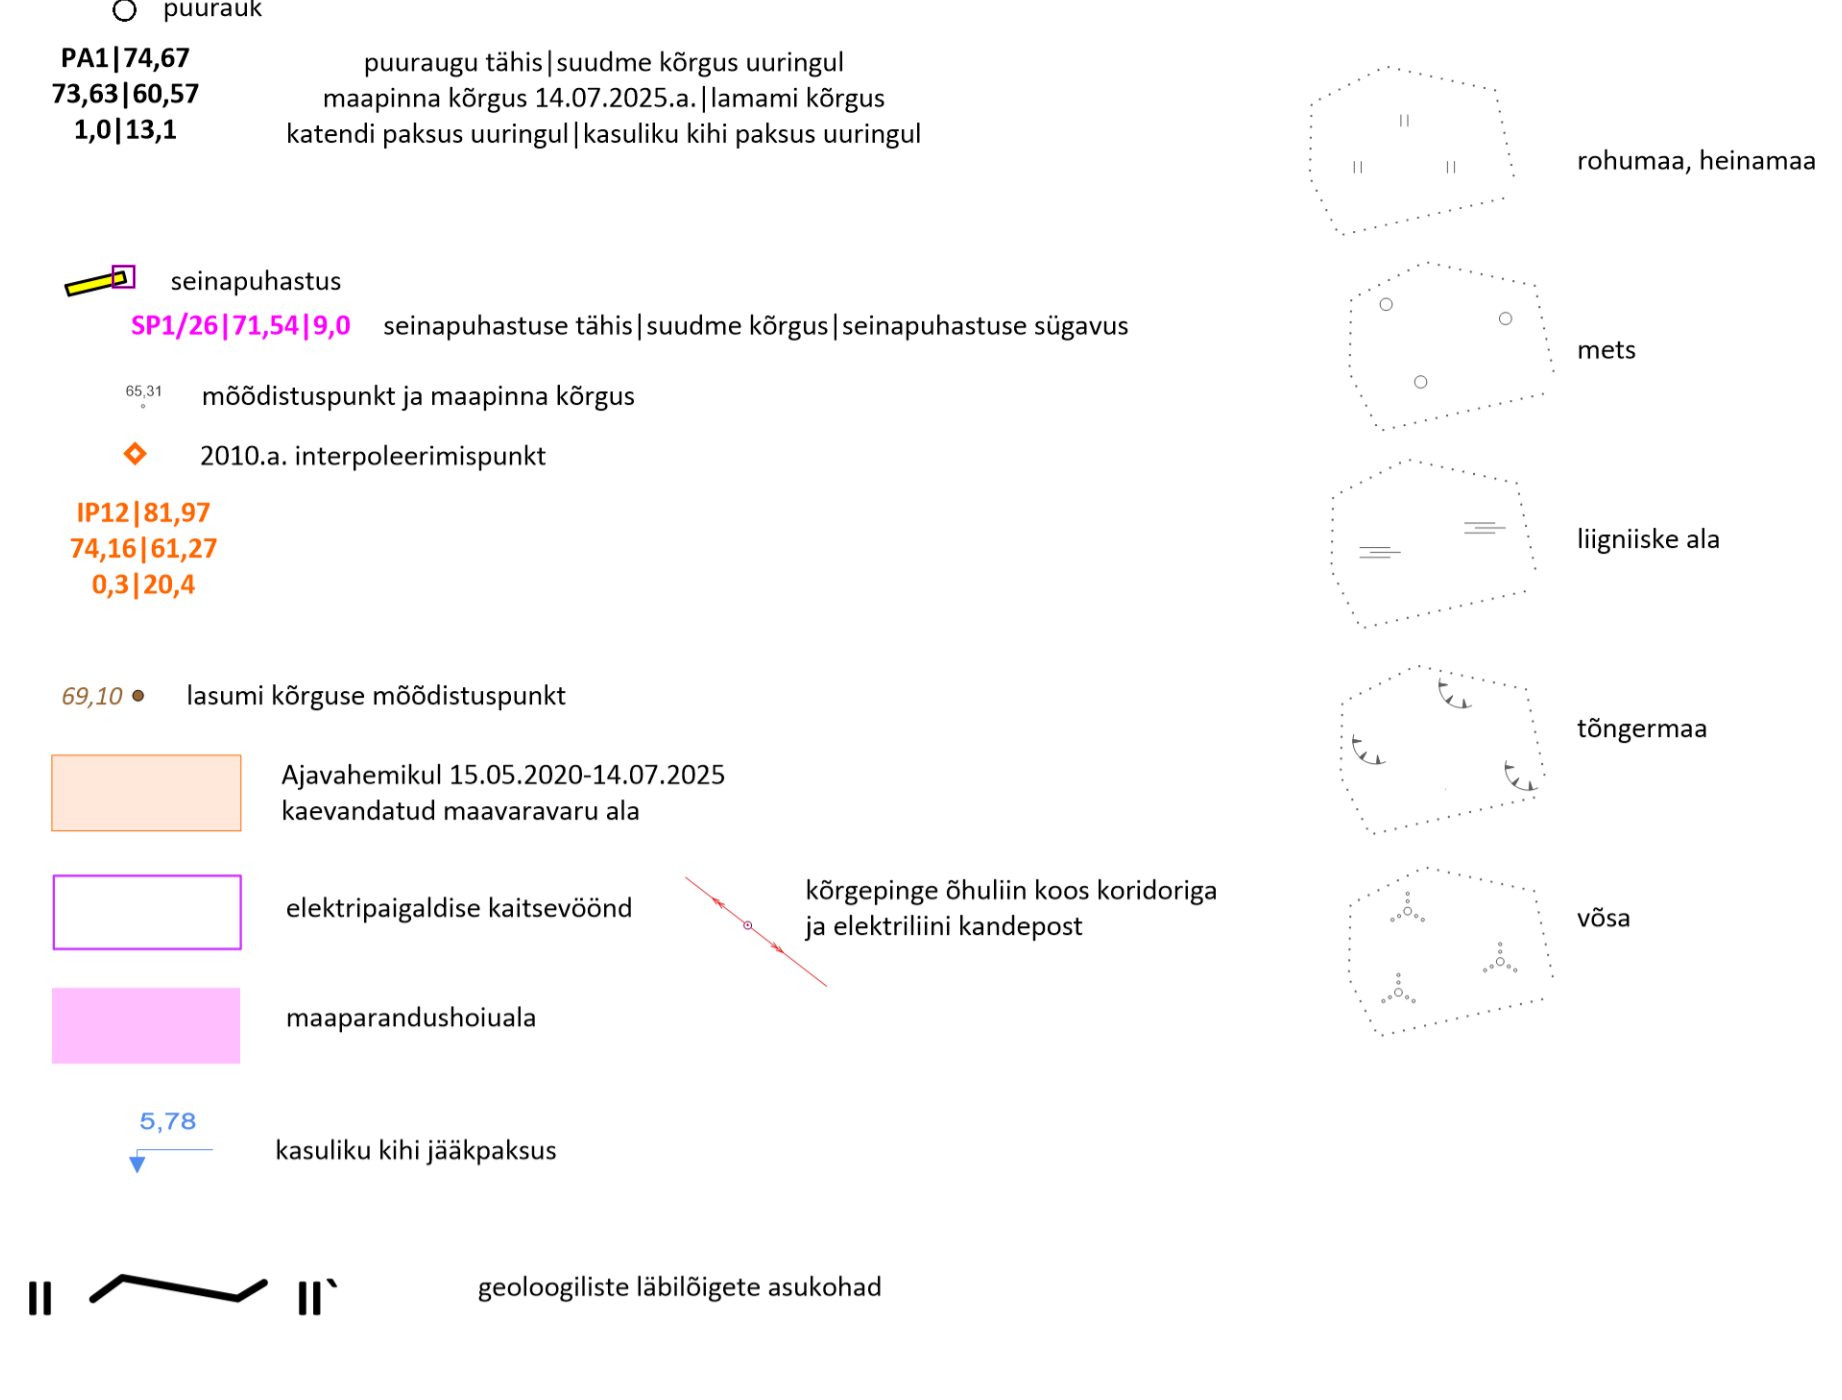 puurauk
PA1|74,67
73,63|60,57
1,0|13,1
puuraugu tähis|suudme kõrgus uuringul
maapinna kõrgus 14.07.2025.a.|lamami kõrgus
katendi paksus uuringul|kasuliku kihi paksus uuringul
seinapuhastus
SP1/26|71,54|9,0 seinapuhastuse tähis|suudme kõrgus|seinapuhastuse sügavus
65,31
mõõdistuspunkt ja maapinna kõrgus
2010.a. interpoleerimispunkt
IP12|81,97
74,16|61,27
0,3|20,4
69,10 lasumi kõrguse mõõdistuspunkt
Ajavahemikul 15.05.2020-14.07.2025
kaevandatud maavaravaru ala
elektripaigaldise kaitsevöönd
kõrgepinge õhuliin koos koridoriga
ja elektriliini kandepost
maaparandushoiuala
5,78
kasuliku kihi jääkpaksus
II II` geoloogiliste läbilõigete asukohad
rohumaa, heinamaa
mets
liigniiske ala
tõngermaa
võsa